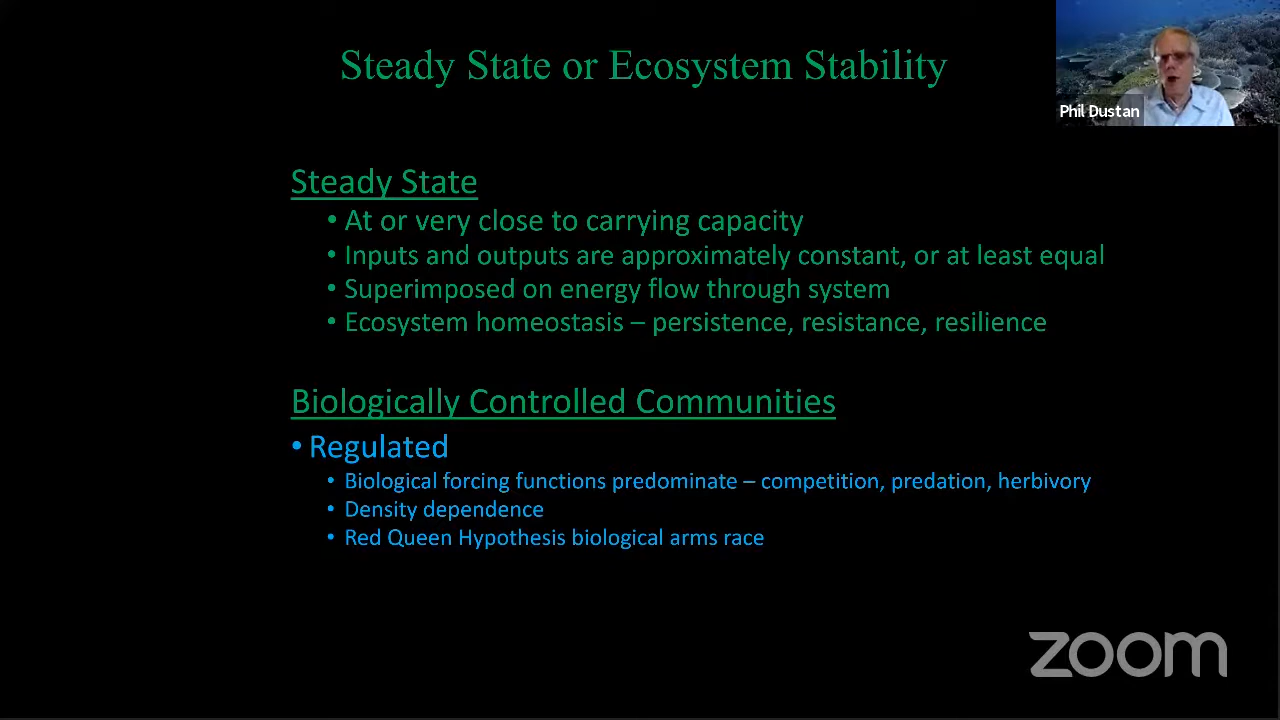 Steady State or Ecosystem Stability
Phil Dustan
Steady State
• At or very close to carrying capacity
• Inputs and outputs are approximately constant, or at least equal
• Superimposed on energy flow through system
• Ecosystem homeostasis – persistence, resistance, resilience
Biologically Controlled Communities
• Regulated
• Biological forcing functions predominate – competition, predation, herbivory
• Density dependence
• Red Queen Hypothesis biological arms race
zoom